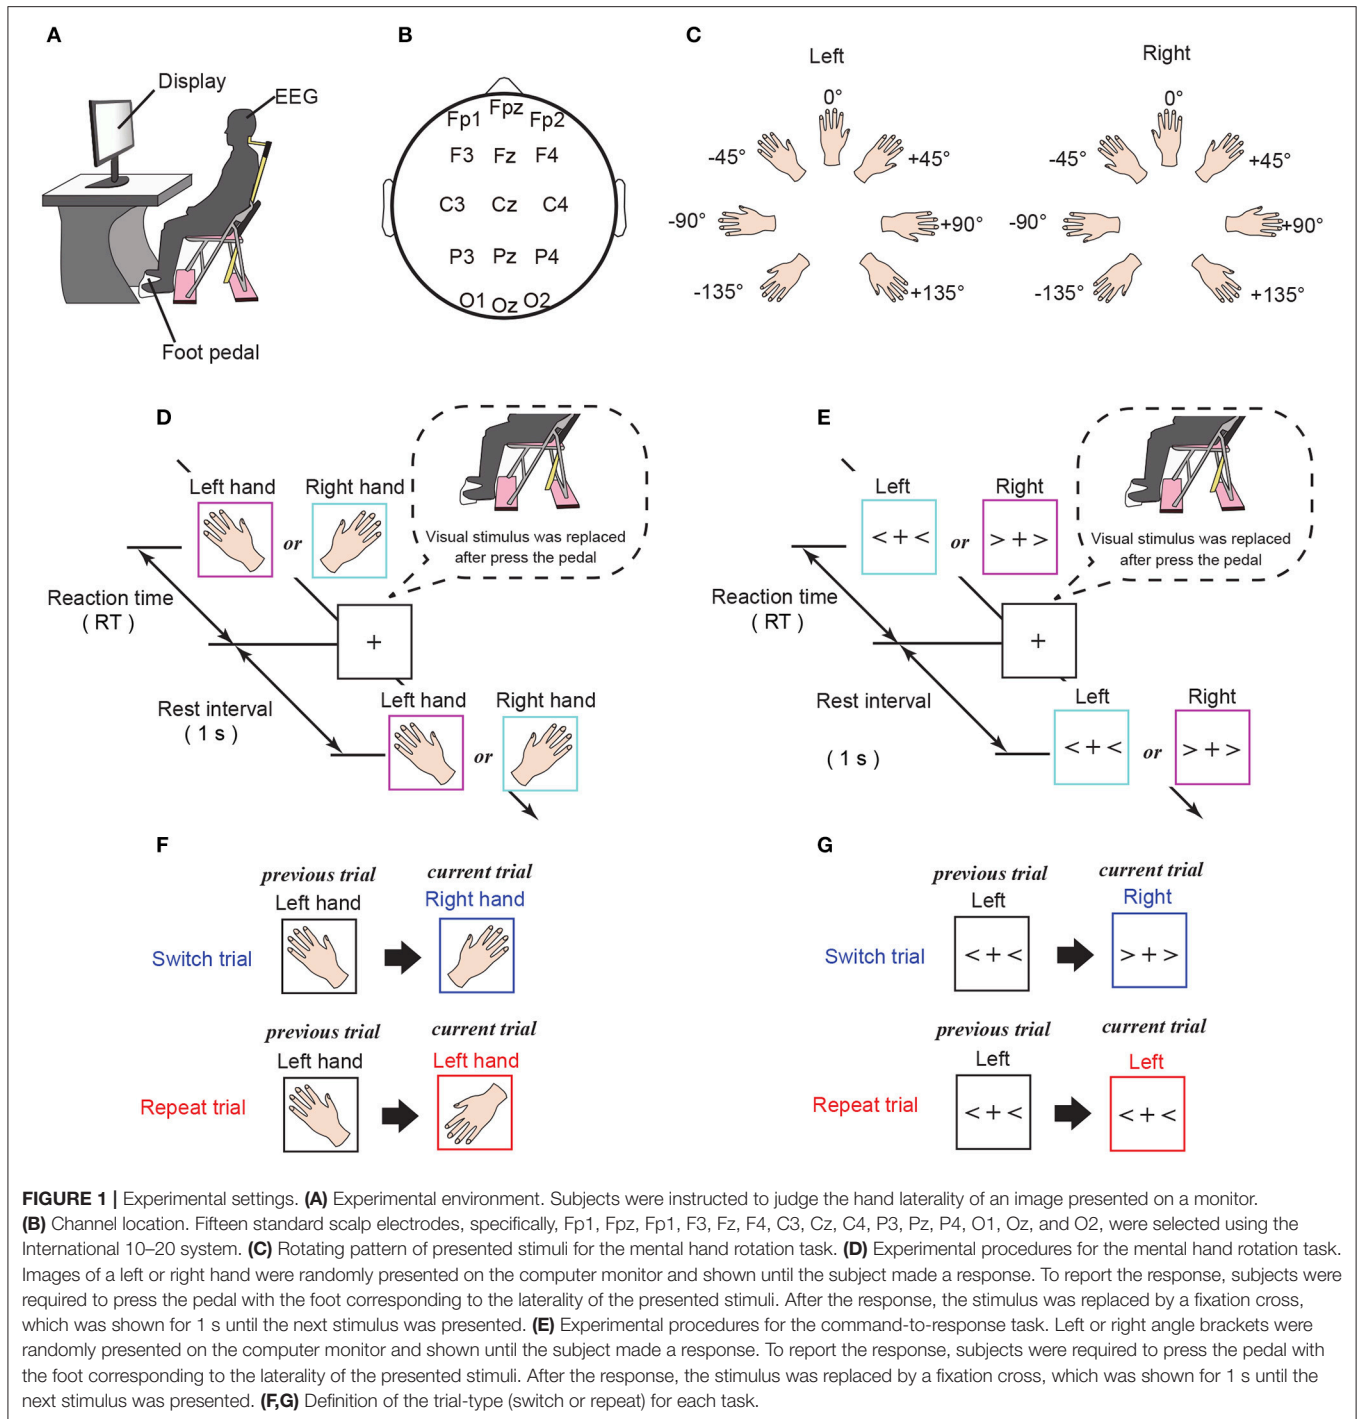 A
Display
EEG
Foot pedal
B
Fpz
Fp1 Fp2
F3 Fz F4
C3 Cz C4
P3 Pz P4
O1 Oz O2
C
Left
0°
-45° +45°
-90° +90°
-135° +135°
Right
0°
-45° +45°
-90° +90°
-135° +135°
D
Left hand
or
Right hand
Visual stimulus was replaced
after press the pedal
Reaction time
( RT )
+
Rest interval
( 1 s )
Left hand
or
Right hand
E
Left
< + <
or
Right
> + >
Visual stimulus was replaced
after press the pedal
Reaction time
( RT )
+
Rest interval
( 1 s )
Left
< + <
or
Right
> + >
F
previous trial current trial
Left hand Right hand
Switch trial
previous trial current trial
Left hand Left hand
Repeat trial
G
previous trial current trial
Left Right
Switch trial < + < > + >
previous trial current trial
Left Left
Repeat trial < + < < + <
FIGURE 1 | Experimental settings. (A) Experimental environment. Subjects were instructed to judge the hand laterality of an image presented on a monitor.
(B) Channel location. Fifteen standard scalp electrodes, specifically, Fp1, Fpz, Fp1, F3, Fz, F4, C3, Cz, C4, P3, Pz, P4, O1, Oz, and O2, were selected using the
International 10–20 system. (C) Rotating pattern of presented stimuli for the mental hand rotation task. (D) Experimental procedures for the mental hand rotation task.
Images of a left or right hand were randomly presented on the computer monitor and shown until the subject made a response. To report the response, subjects were
required to press the pedal with the foot corresponding to the laterality of the presented stimuli. After the response, the stimulus was replaced by a fixation cross,
which was shown for 1 s until the next stimulus was presented. (E) Experimental procedures for the command-to-response task. Left or right angle brackets were
randomly presented on the computer monitor and shown until the subject made a response. To report the response, subjects were required to press the pedal with
the foot corresponding to the laterality of the presented stimuli. After the response, the stimulus was replaced by a fixation cross, which was shown for 1 s until the
next stimulus was presented. (F,G) Definition of the trial-type (switch or repeat) for each task.